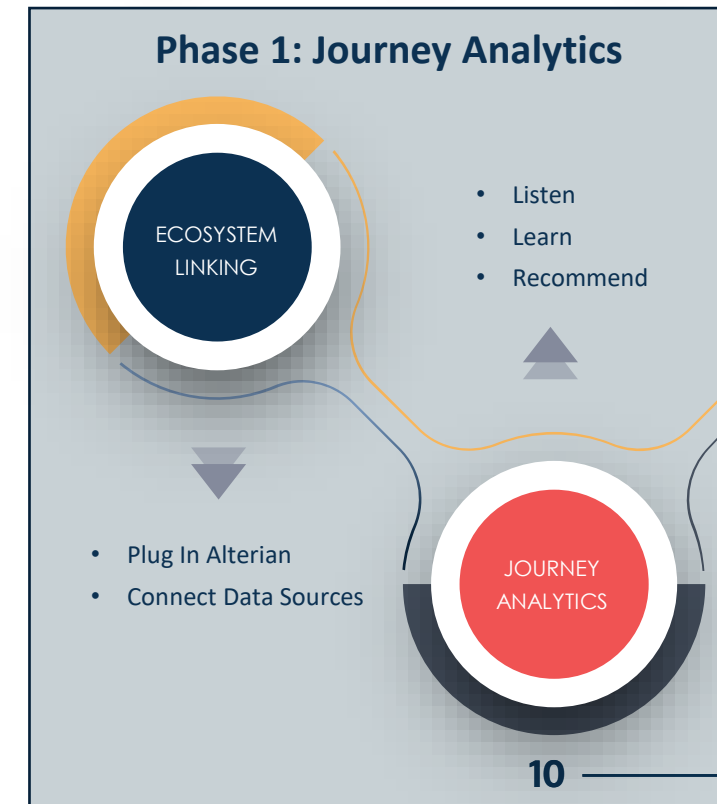 Phase 1: Journey Analytics
ECOSYSTEM
LINKING
• Plug In Alterian
• Connect Data Sources
• Listen
• Learn
• Recommend
JOURNEY
ANALYTICS
10